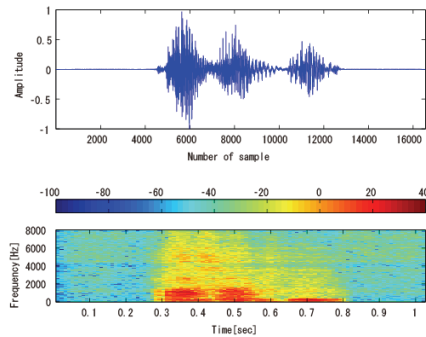 1
0.5
0
-0.5
-1
Amplitude
2000 4000 6000 8000 10000 12000 14000 16000
Number of sample
-100 -80 -60 -40 -20 0 20 40
8000
6000
4000
2000
0
Frequency[Hz]
0.1 0.2 0.3 0.4 0.5 0.6 0.7 0.8 0.9 1
Time[sec]